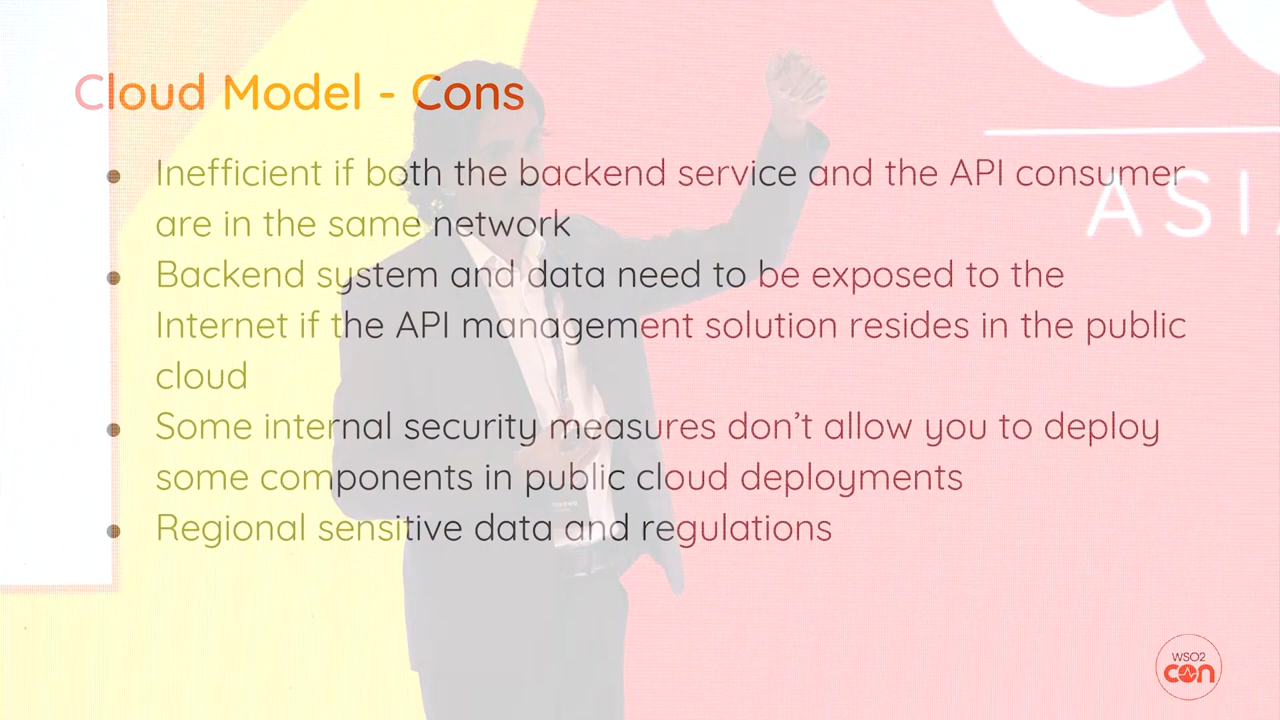 Cloud Model - Cons
Inefficient if both the backend service and the API consumer
are in the same network
Backend system and data need to be exposed to the
Internet if the API management solution resides in the public
cloud
Some internal security measures don’t allow you to deploy
some components in public cloud deployments
Regional sensitive data and regulations
ASI
WSO2
con